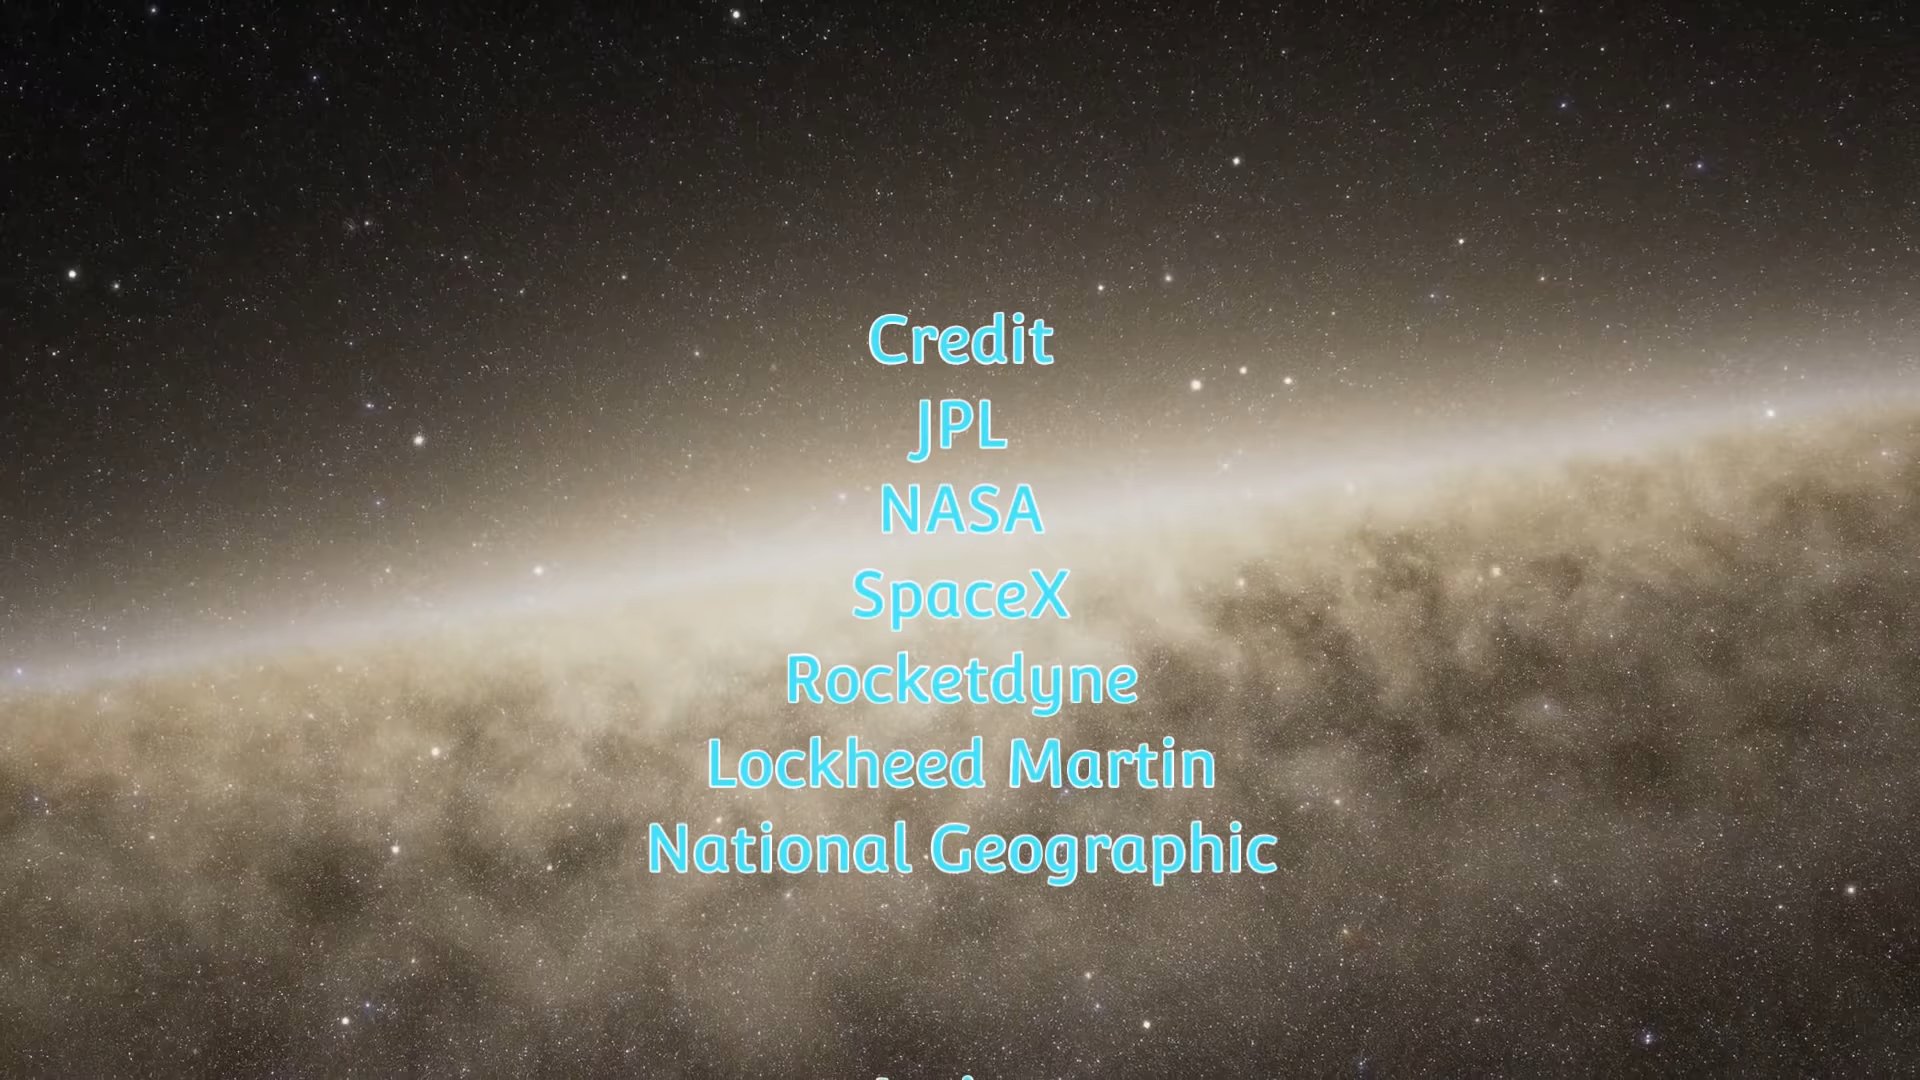 Credit
JPL
NASA
SpaceX
Rocketdyne
Lockheed Martin
National Geographic